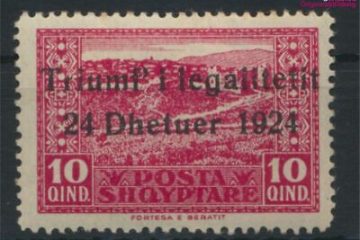 Triumf' i legalitetit
24 Dhetuer 1924
10 POSTA 10
QIND. SHQYPTARE QIND.
FORTESA E BERATIT